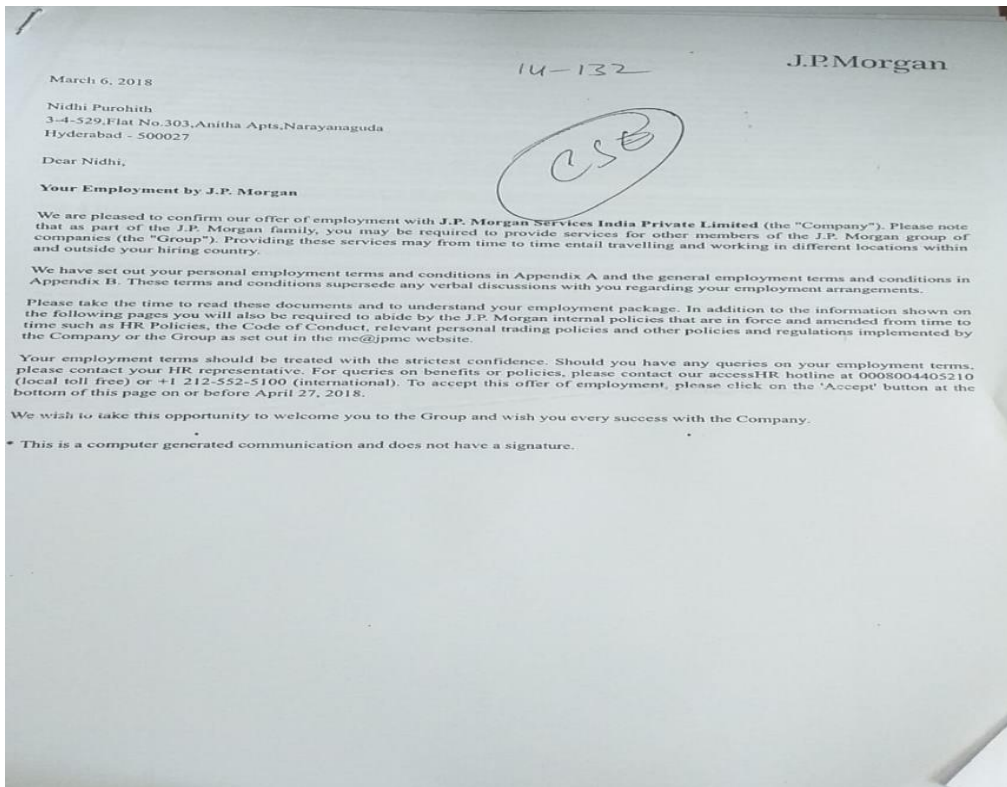 14-132
J.P.Morgan
March 6, 2018
Nidhi Purohith
3-4-529,Flat No.303,Anitha Apts,Narayanaguda
Hyderabad - 500027
CSE
Dear Nidhi,
Your Employment by J.P. Morgan
We are pleased to confirm our offer of employment with J.P. Morgan Services India Private Limited (the "Company"). Please note
that as part of the J.P. Morgan family, you may be required to provide services for other members of the J.P. Morgan group of
companies (the "Group"). Providing these services may from time to time entail travelling and working in different locations within
and outside your hiring country.
We have set out your personal employment terms and conditions in Appendix A and the general employment terms and conditions in
Appendix B. These terms and conditions supersede any verbal discussions with you regarding your employment arrangements.
Please take the time to read these documents and to understand your employment package. In addition to the information shown on
the following pages you will also be required to abide by the J.P. Morgan internal policies that are in force and amended from time to
time such as HR Policies, the Code of Conduct, relevant personal trading policies and other policies and regulations implemented by
the Company or the Group as set out in the me@jpmc website.
Your employment terms should be treated with the strictest confidence. Should you have any queries on your employment terms,
please contact your HR representative. For queries on benefits or policies, please contact our accessHR hotline at 0008004405210
(local toll free) or +1 212-552-5100 (international). To accept this offer of employment, please click on the 'Accept' button at the
bottom of this page on or before April 27, 2018.
We wish to take this opportunity to welcome you to the Group and wish you every success with the Company.
* This is a computer generated communication and does not have a signature.